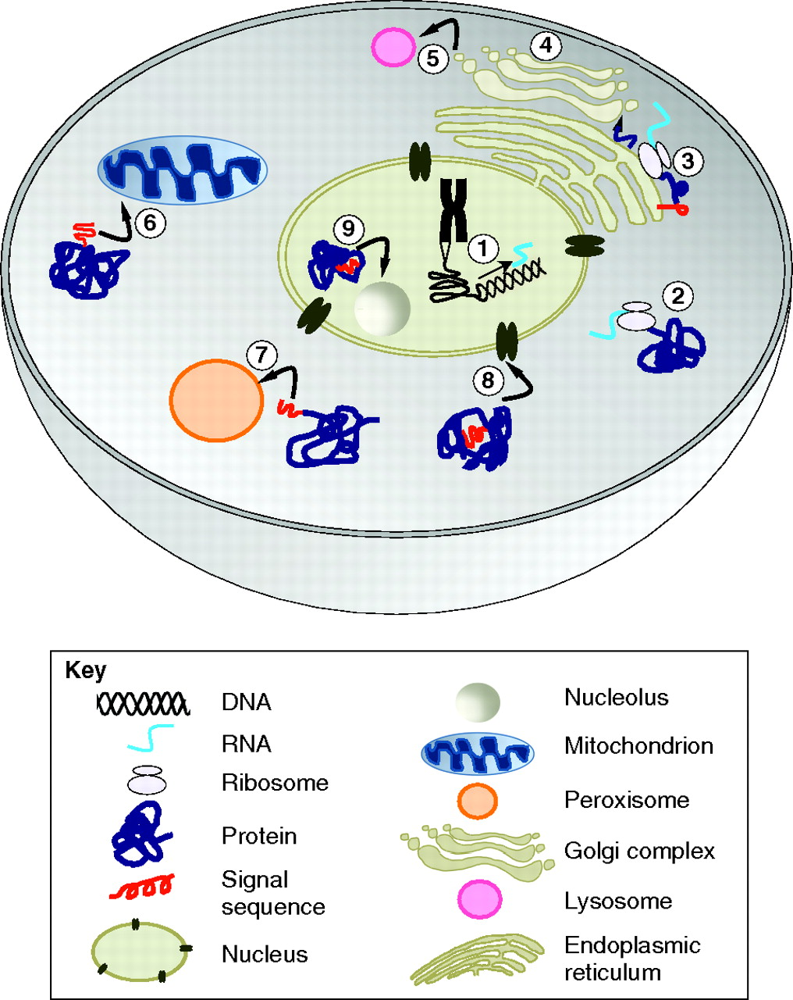 4
5
3
6
9
1
2
7
8
Key
DNA
RNA
Ribosome
Protein
Signal
sequence
Nucleus
Nucleolus
Mitochondrion
Peroxisome
Golgi complex
Lysosome
Endoplasmic
reticulum